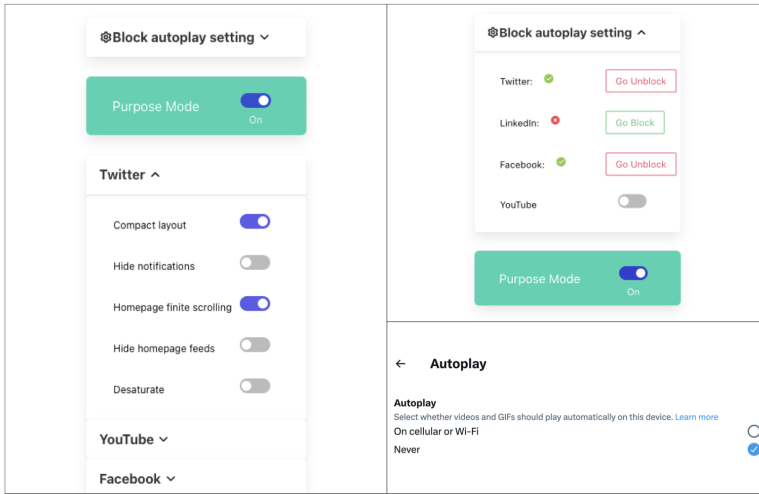 Block autoplay setting
Purpose Mode
On
Twitter
Compact layout
Hide notifications
Homepage finite scrolling
Hide homepage feeds
Desaturate
YouTube
Facebook
Block autoplay setting
Twitter: Go Unblock
LinkedIn: Go Block
Facebook: Go Unblock
YouTube
Purpose Mode
On
Autoplay
Autoplay
Select whether videos and GIFs should play automatically on this device. Learn more
On cellular or Wi-Fi
Never